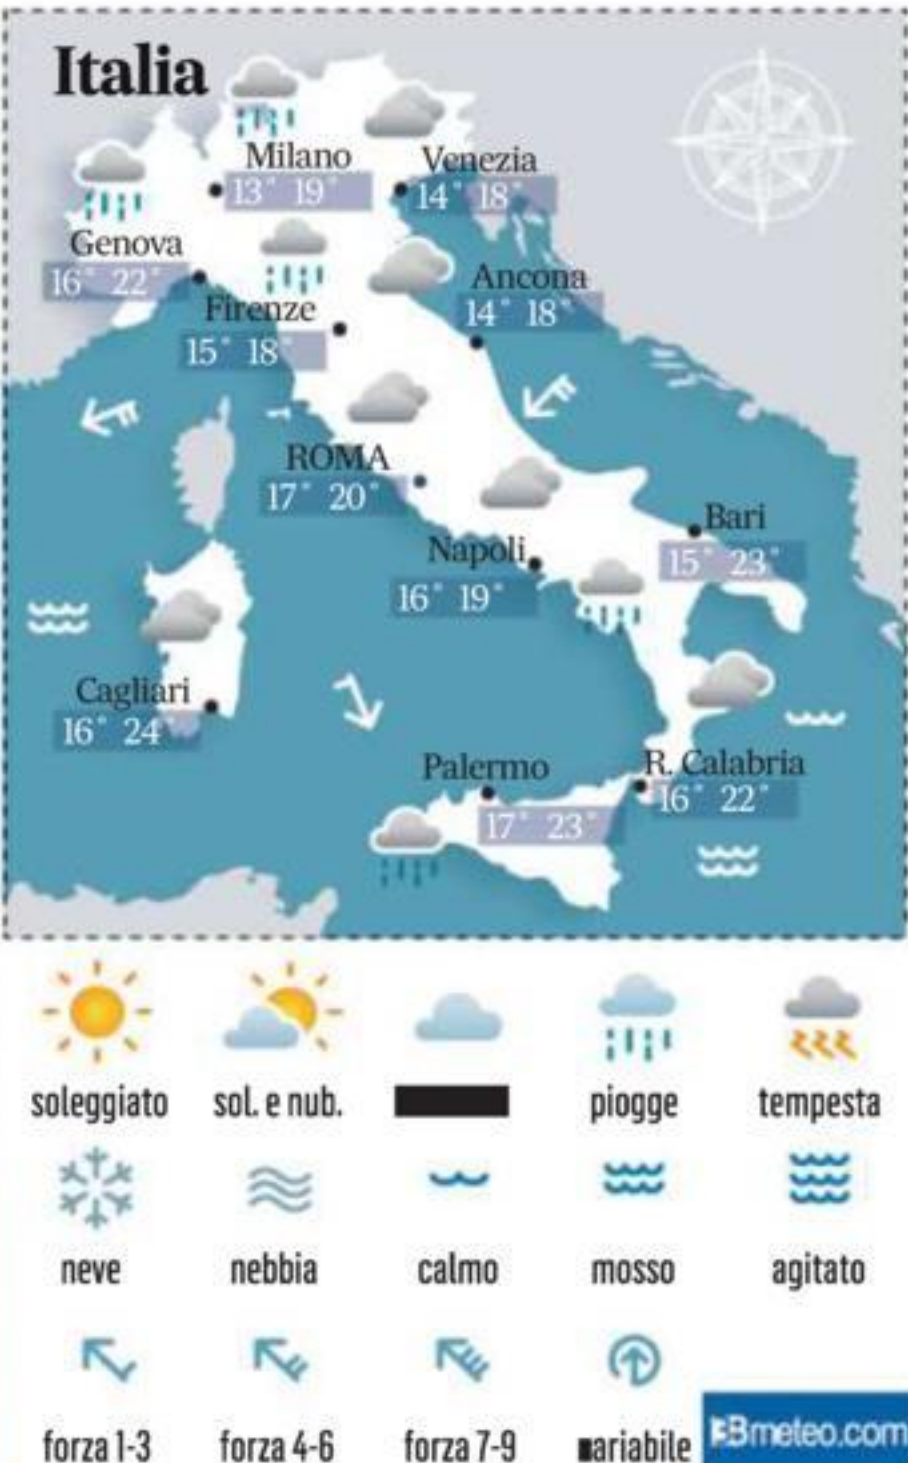 Italia
Milano
13° 19°
Venezia
14° 18°
Genova
16° 22°
Ancona
14° 18°
Firenze
15° 18°
ROMA
17° 20°
Bari
15° 23°
Napoli
16° 19°
Cagliari
16° 24°
Palermo
17° 23°
R. Calabria
16° 22°
soleggiato sol. e nub. piogge tempesta
neve nebbia calmo mosso agitato
forza 1-3 forza 4-6 forza 7-9 ariabile
Bmeteo.com